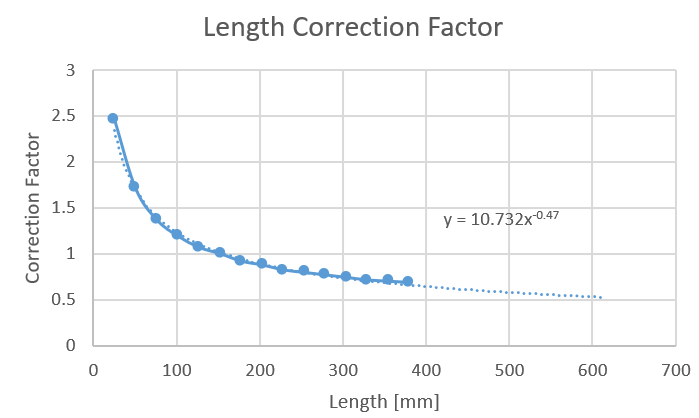 Length Correction Factor
3
2.5
2
1.5
1
0.5
0
Correction Factor
y = 10.732x^-0.47
0 100 200 300 400 500 600 700
Length [mm]